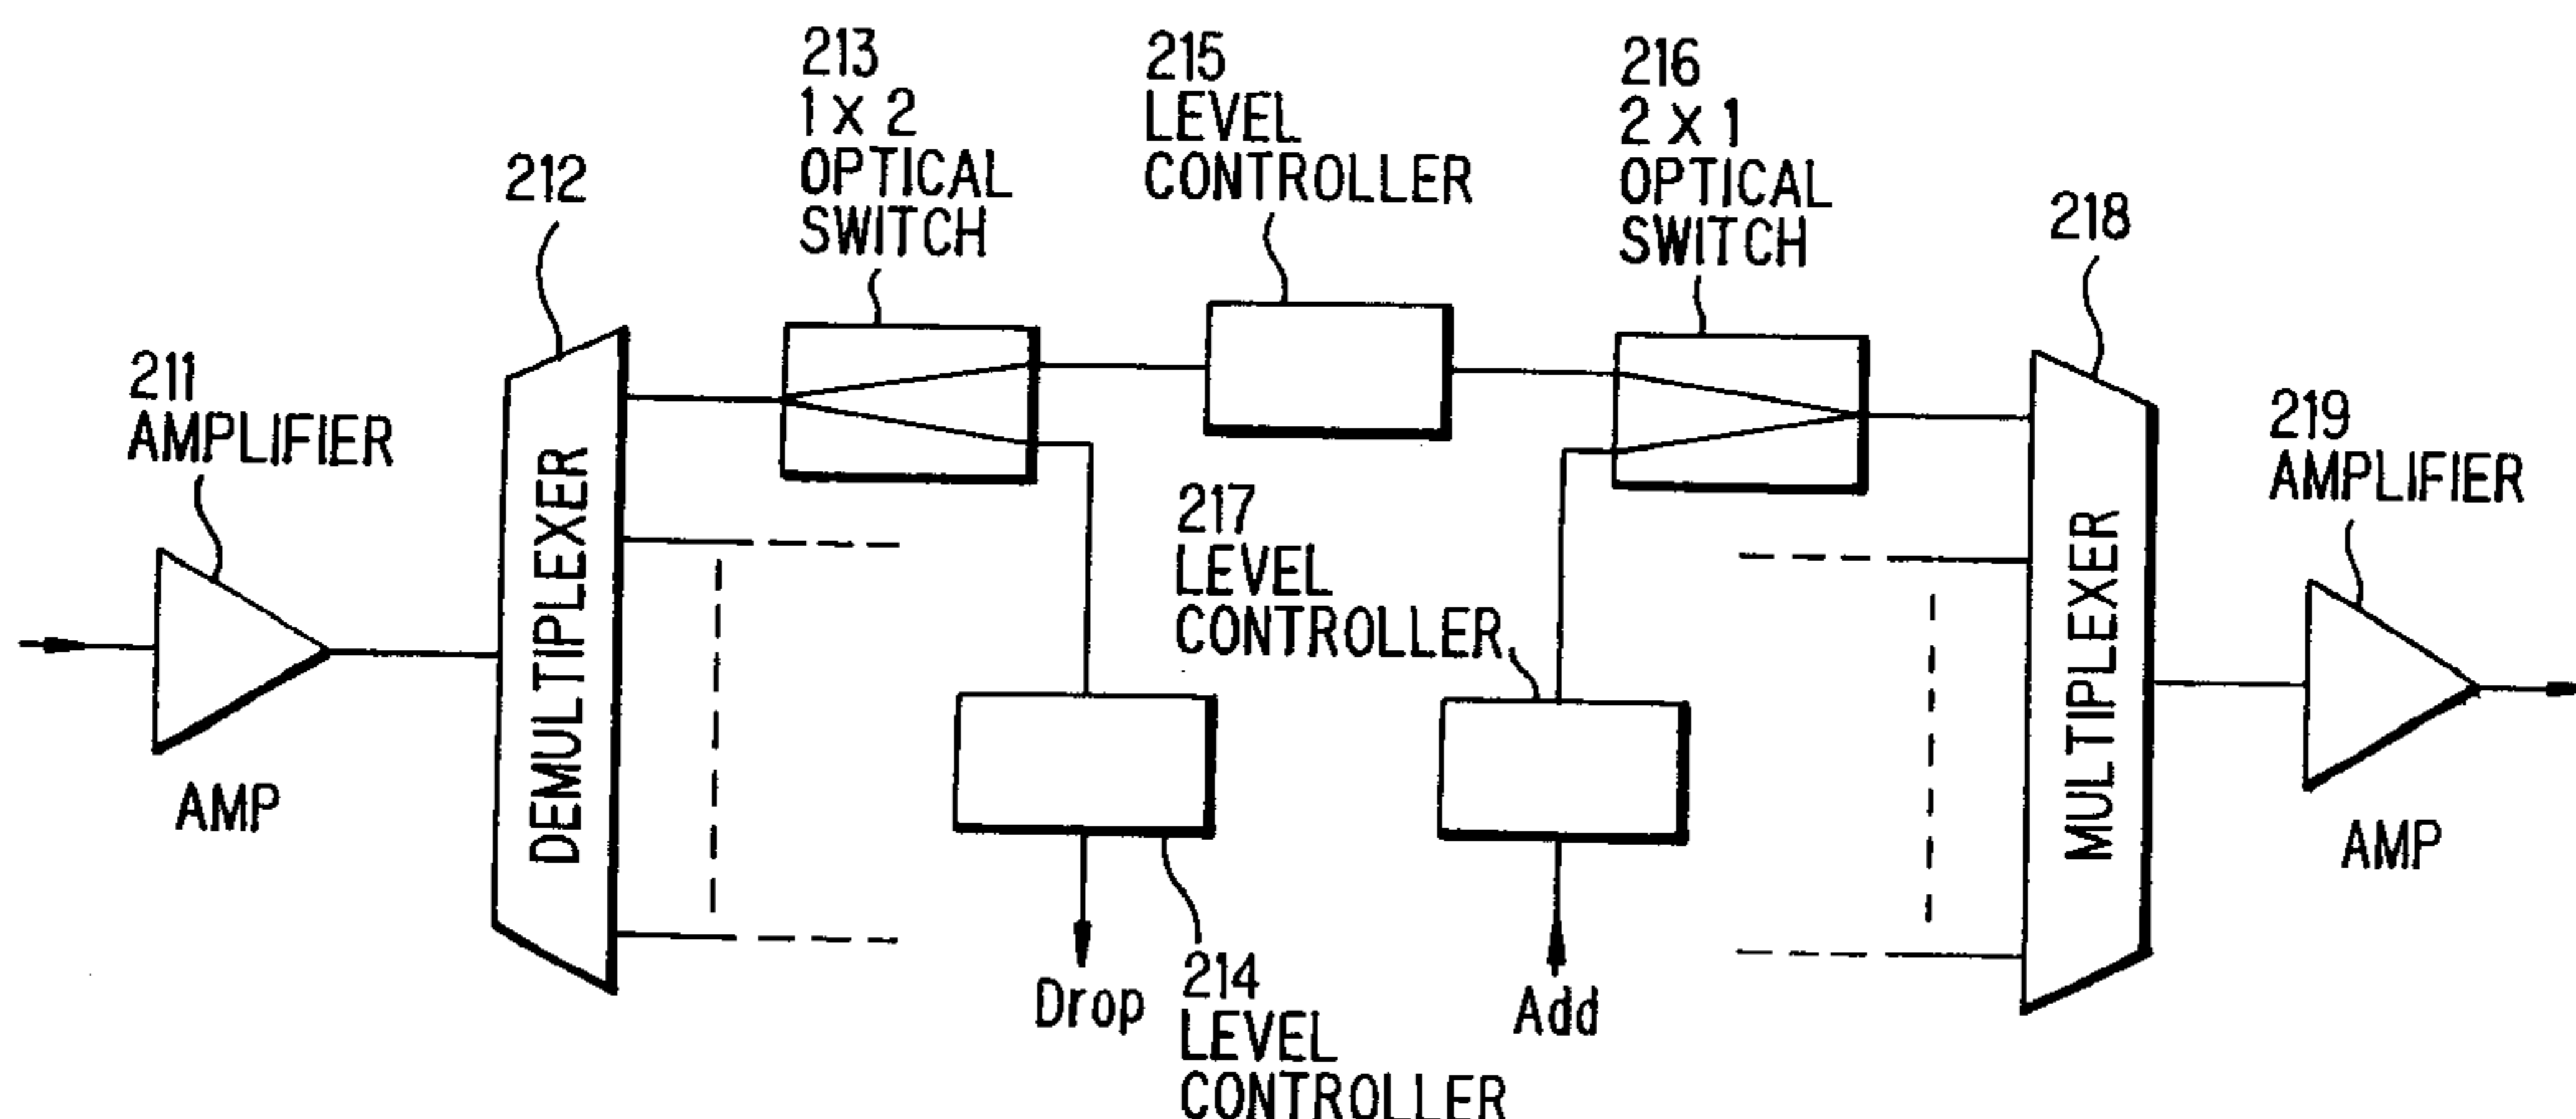 213
1 x 2
OPTICAL
SWITCH
215
LEVEL
CONTROLLER
216
2 x 1
OPTICAL
SWITCH
212
218
211
AMPLIFIER
219
AMPLIFIER
217
LEVEL
CONTROLLER
DEMULTIPLEXER
MULTIPLEXER
AMP
AMP
Drop
214
LEVEL
CONTROLLER
Add